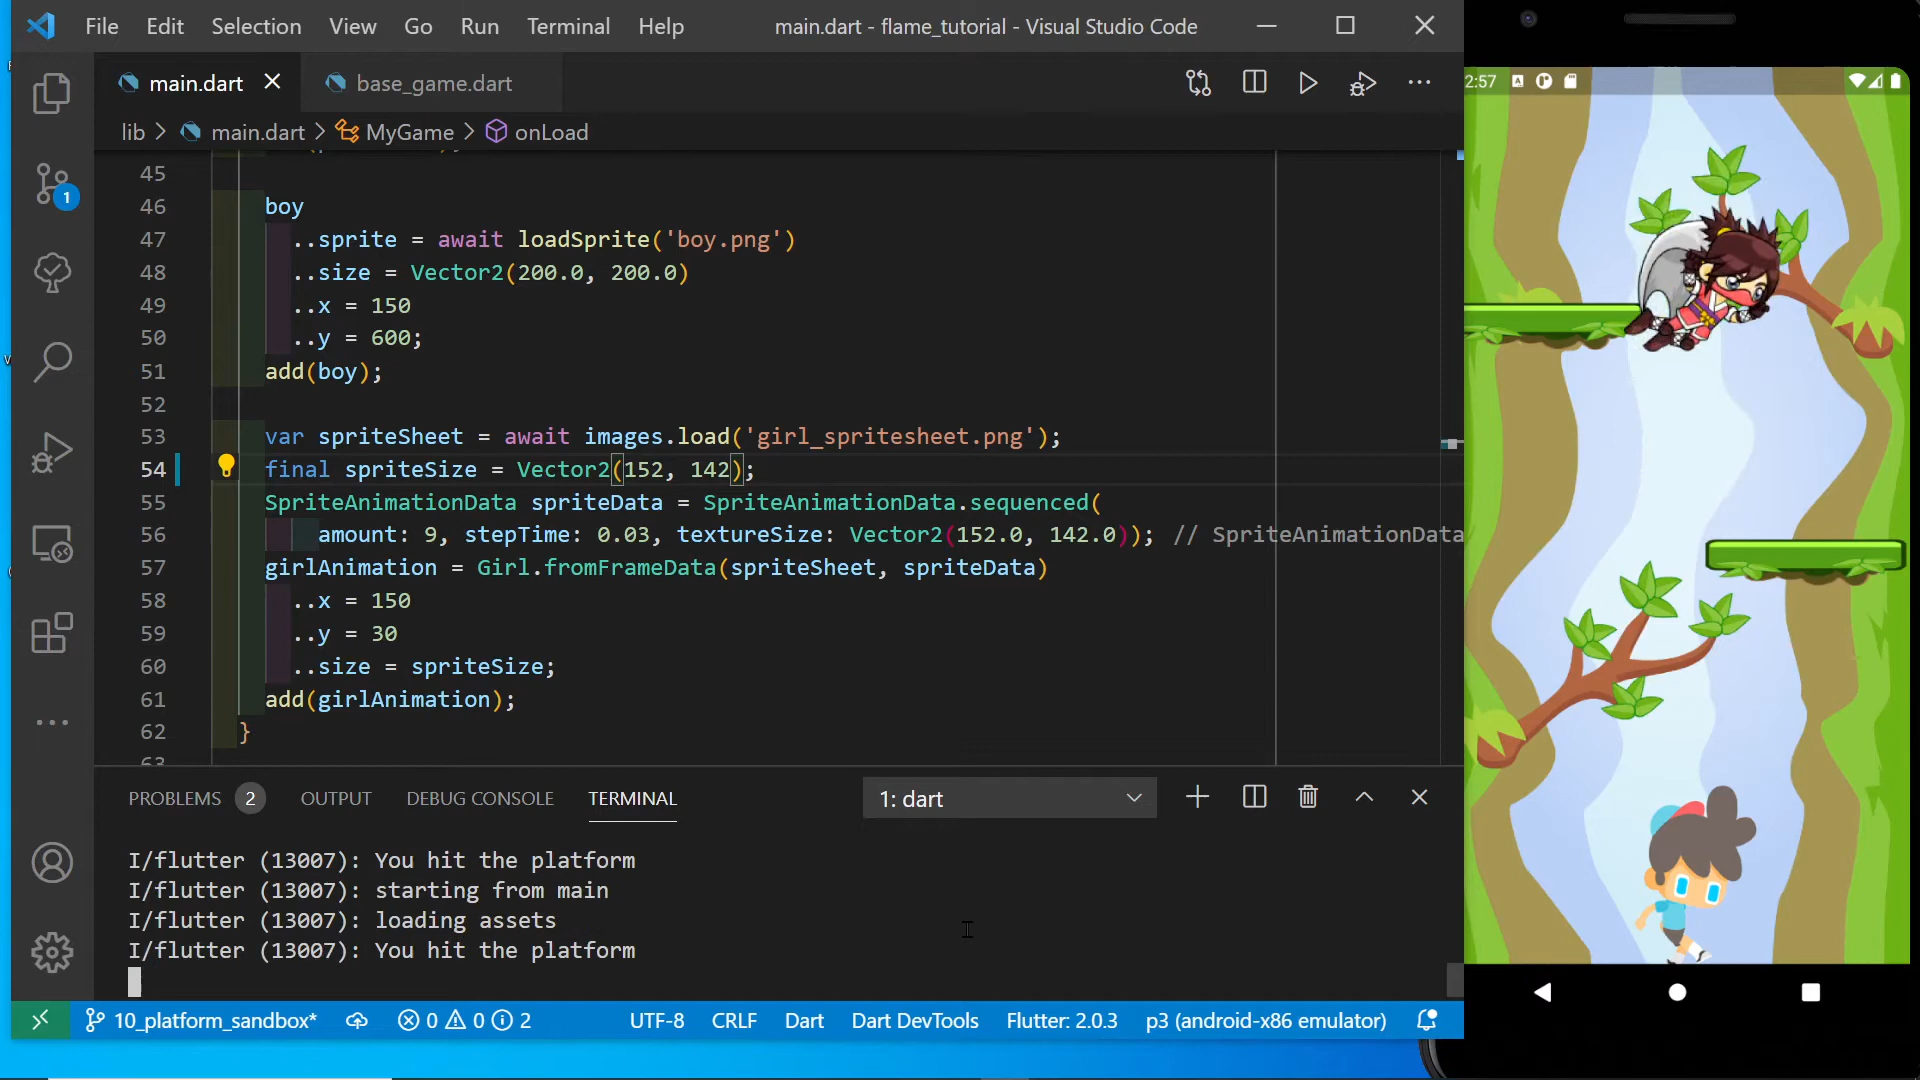 File Edit Selection View Go Run Terminal Help main.dart - flame_tutorial - Visual Studio Code
main.dart base_game.dart
lib > main.dart > MyGame > onLoad
45
46 boy
47 ..sprite = await loadSprite('boy.png')
48 ..size = Vector2(200.0, 200.0)
49 ..x = 150
50 ..y = 600;
51 add(boy);
52
53 var spriteSheet = await images.load('girl_spritesheet.png');
54 final spriteSize = Vector2(152, 142);
55 SpriteAnimationData spriteData = SpriteAnimationData.sequenced(
56 amount: 9, stepTime: 0.03, textureSize: Vector2(152.0, 142.0)); // SpriteAnimationData
57 girlAnimation = Girl.fromFrameData(spriteSheet, spriteData)
58 ..x = 150
59 ..y = 30
60 ..size = spriteSize;
61 add(girlAnimation);
62 }
63
PROBLEMS 2 OUTPUT DEBUG CONSOLE TERMINAL 1: dart
I/flutter (13007): You hit the platform
I/flutter (13007): starting from main
I/flutter (13007): loading assets
I/flutter (13007): You hit the platform
10_platform_sandbox* 0 0 2 UTF-8 CRLF Dart Dart DevTools Flutter: 2.0.3 p3 (android-x86 emulator)
1
2:57